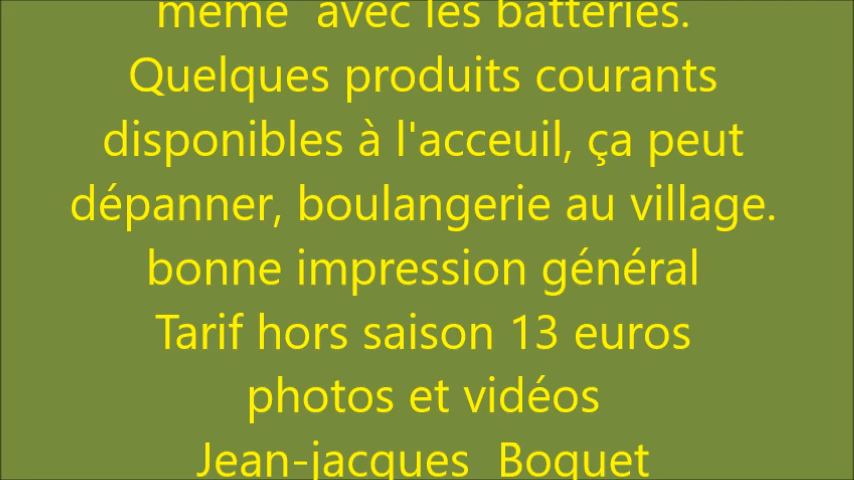 même avec les batteries.
Quelques produits courants
disponibles à l'acceuil, ça peut
dépanner, boulangerie au village.
bonne impression général
Tarif hors saison 13 euros
photos et vidéos
Jean-jacques Boquet